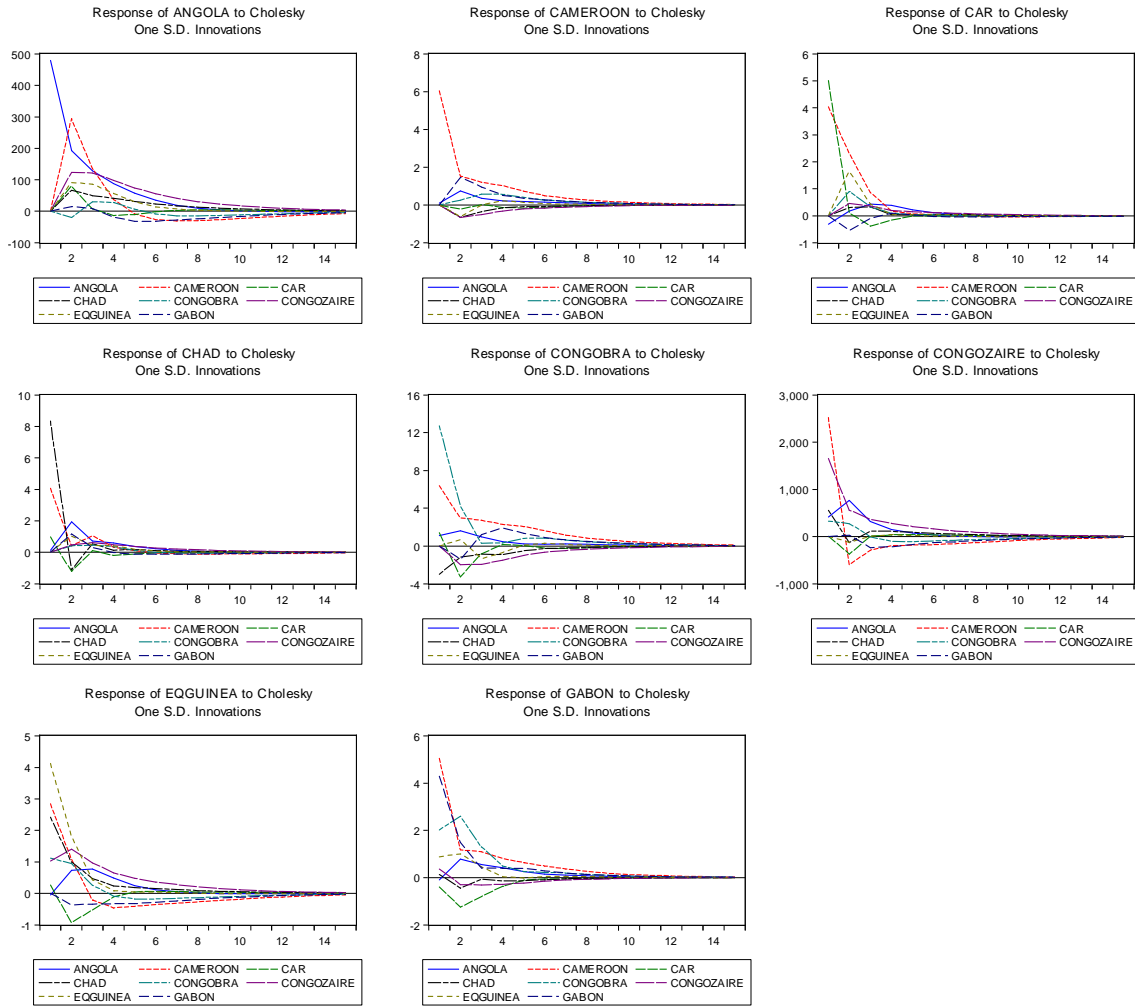 Response of ANGOLA to Cholesky
One S.D. Innovations
500
400
300
200
100
0
-100
2 4 6 8 10 12 14
ANGOLA CAMEROON CAR
CHAD CONGOBRA CONGOZAIRE
EQGUINEA GABON
Response of CAMEROON to Cholesky
One S.D. Innovations
8
6
4
2
0
-2
2 4 6 8 10 12 14
ANGOLA CAMEROON CAR
CHAD CONGOBRA CONGOZAIRE
EQGUINEA GABON
Response of CAR to Cholesky
One S.D. Innovations
6
5
4
3
2
1
0
-1
2 4 6 8 10 12 14
ANGOLA CAMEROON CAR
CHAD CONGOBRA CONGOZAIRE
EQGUINEA GABON
Response of CHAD to Cholesky
One S.D. Innovations
10
8
6
4
2
0
-2
2 4 6 8 10 12 14
ANGOLA CAMEROON CAR
CHAD CONGOBRA CONGOZAIRE
EQGUINEA GABON
Response of CONGOBRA to Cholesky
One S.D. Innovations
16
12
8
4
0
-4
2 4 6 8 10 12 14
ANGOLA CAMEROON CAR
CHAD CONGOBRA CONGOZAIRE
EQGUINEA GABON
Response of CONGOZAIRE to Cholesky
One S.D. Innovations
3,000
2,000
1,000
0
-1,000
2 4 6 8 10 12 14
ANGOLA CAMEROON CAR
CHAD CONGOBRA CONGOZAIRE
EQGUINEA GABON
Response of EQGUINEA to Cholesky
One S.D. Innovations
5
4
3
2
1
0
-1
2 4 6 8 10 12 14
ANGOLA CAMEROON CAR
CHAD CONGOBRA CONGOZAIRE
EQGUINEA GABON
Response of GABON to Cholesky
One S.D. Innovations
6
4
2
0
-2
2 4 6 8 10 12 14
ANGOLA CAMEROON CAR
CHAD CONGOBRA CONGOZAIRE
EQGUINEA GABON